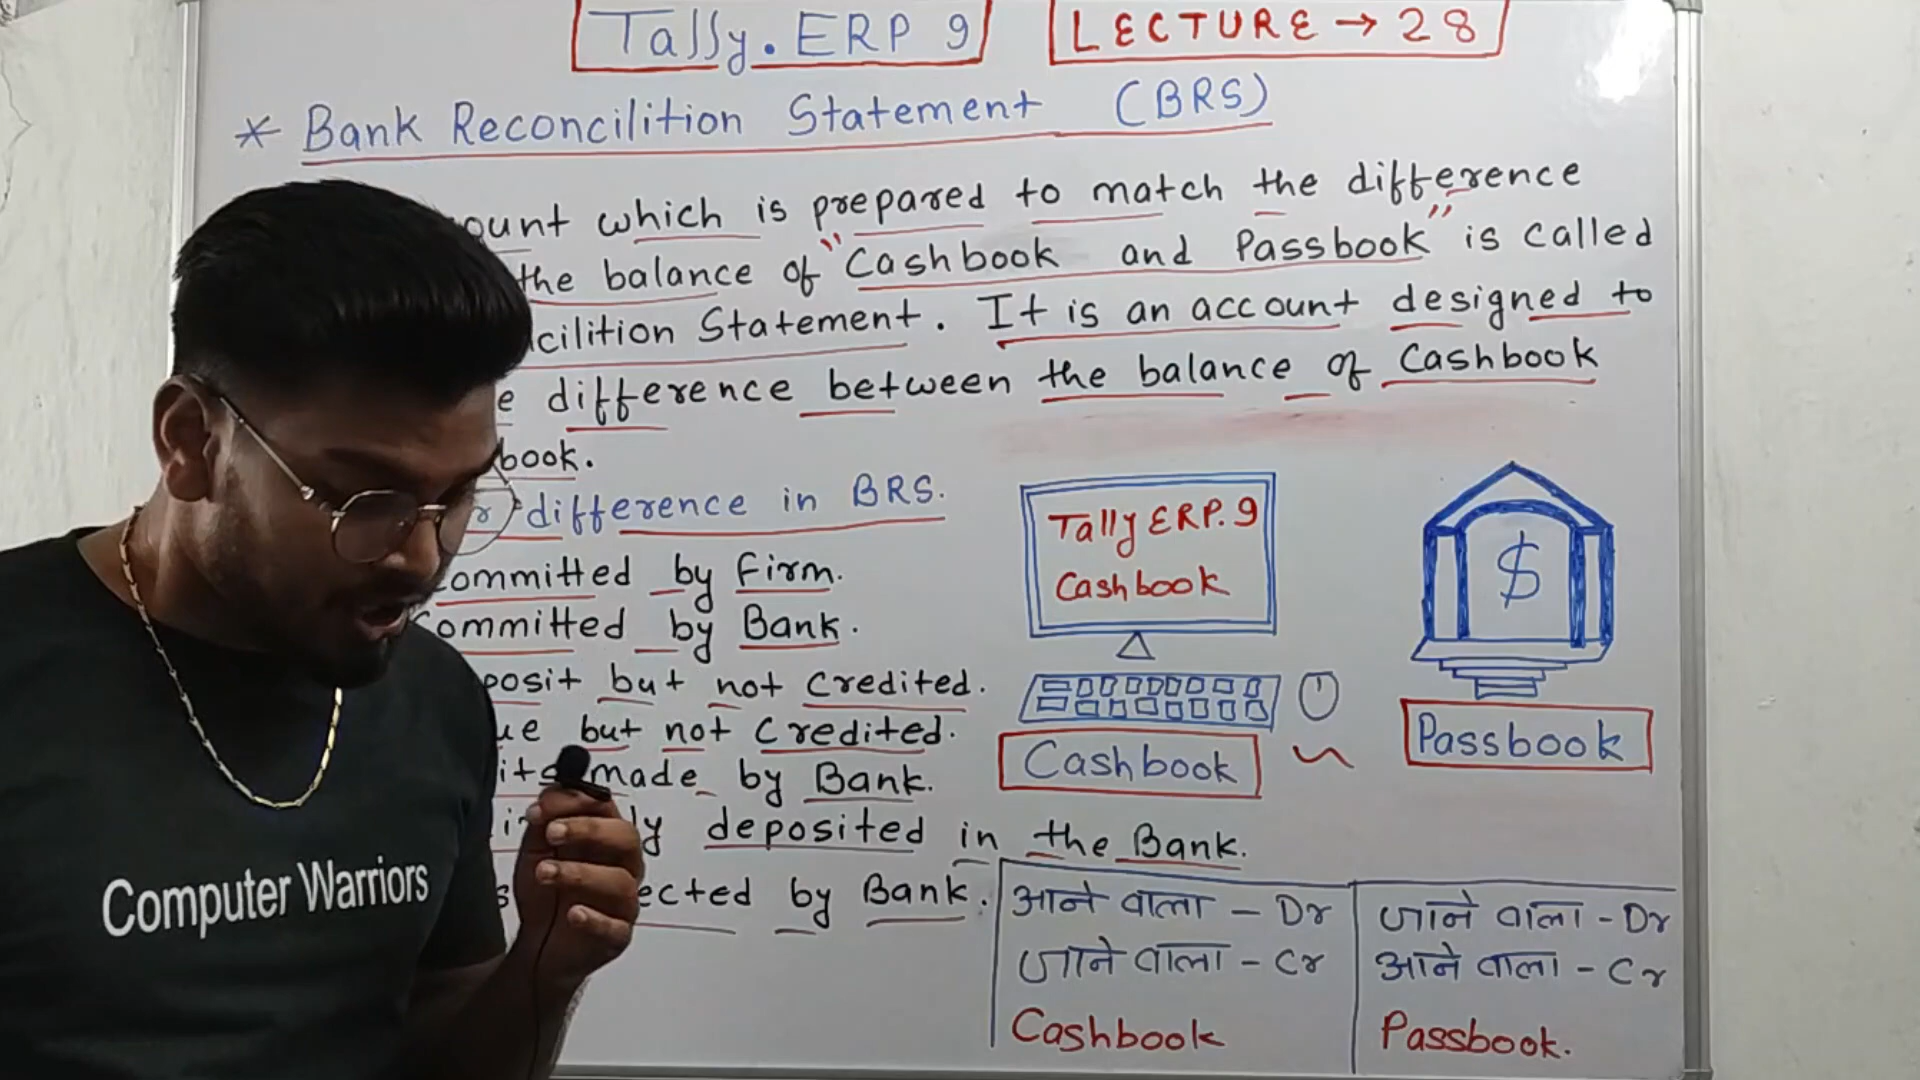 Tally.ERP 9
LECTURE → 28
* Bank Reconcilition Statement (BRS)
which is prepared to match the difference
the balance of "Cashbook and Passbook" is called
Statement. It is an account designed to
difference between the balance of Cashbook
book.
difference in BRS.
committed by Firm.
committed by Bank.
but not Credited.
but not Credited.
made by Bank.
deposited in the Bank.
by Bank.
Tally ERP.9
Cashbook
$
Cashbook
~
Passbook
आने वाला - Dr
जाने वाला - Cr
Cashbook
जाने वाला - Dr
आने वाला - Cr
Passbook.
Computer Warriors